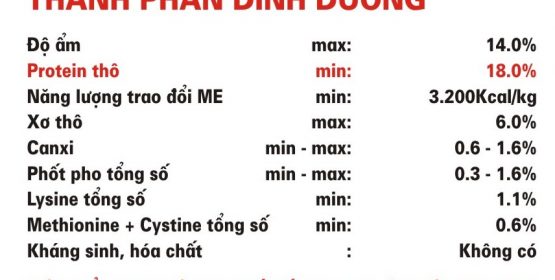 THÀNH PHẦN DINH DƯỠNG
Độ ẩm max: 14.0%
Protein thô min: 18.0%
Năng lượng trao đổi ME min: 3.200Kcal/kg
Xơ thô max: 6.0%
Canxi min - max: 0.6 - 1.6%
Phốt pho tổng số min - max: 0.3 - 1.6%
Lysine tổng số min: 1.1%
Methionine + Cystine tổng số min: 0.6%
Kháng sinh, hóa chất : Không có